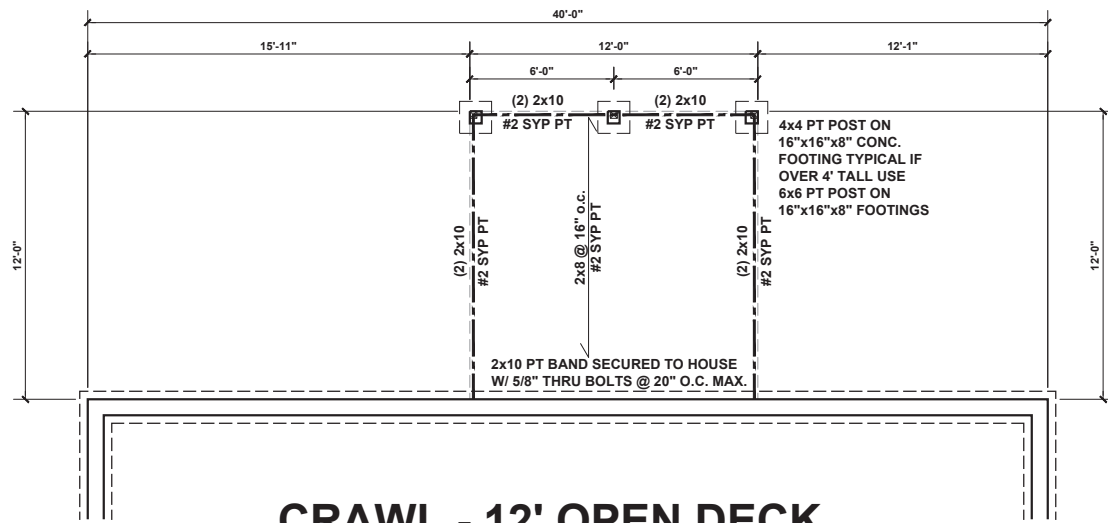 40'-0"
15'-11"
12'-0"
12'-1"
6'-0"
6'-0"
(2) 2x10
#2 SYP PT
(2) 2x10
#2 SYP PT
4x4 PT POST ON
16"x16"x8" CONC.
FOOTING TYPICAL IF
OVER 4' TALL USE
6x6 PT POST ON
16"x16"x8" FOOTINGS
12'-0"
(2) 2x10
#2 SYP PT
2x8 @ 16" o.c.
#2 SYP PT
(2) 2x10
#2 SYP PT
12'-0"
2x10 PT BAND SECURED TO HOUSE
W/ 5/8" THRU BOLTS @ 20" O.C. MAX.
CRAWL - 12' OPEN DECK